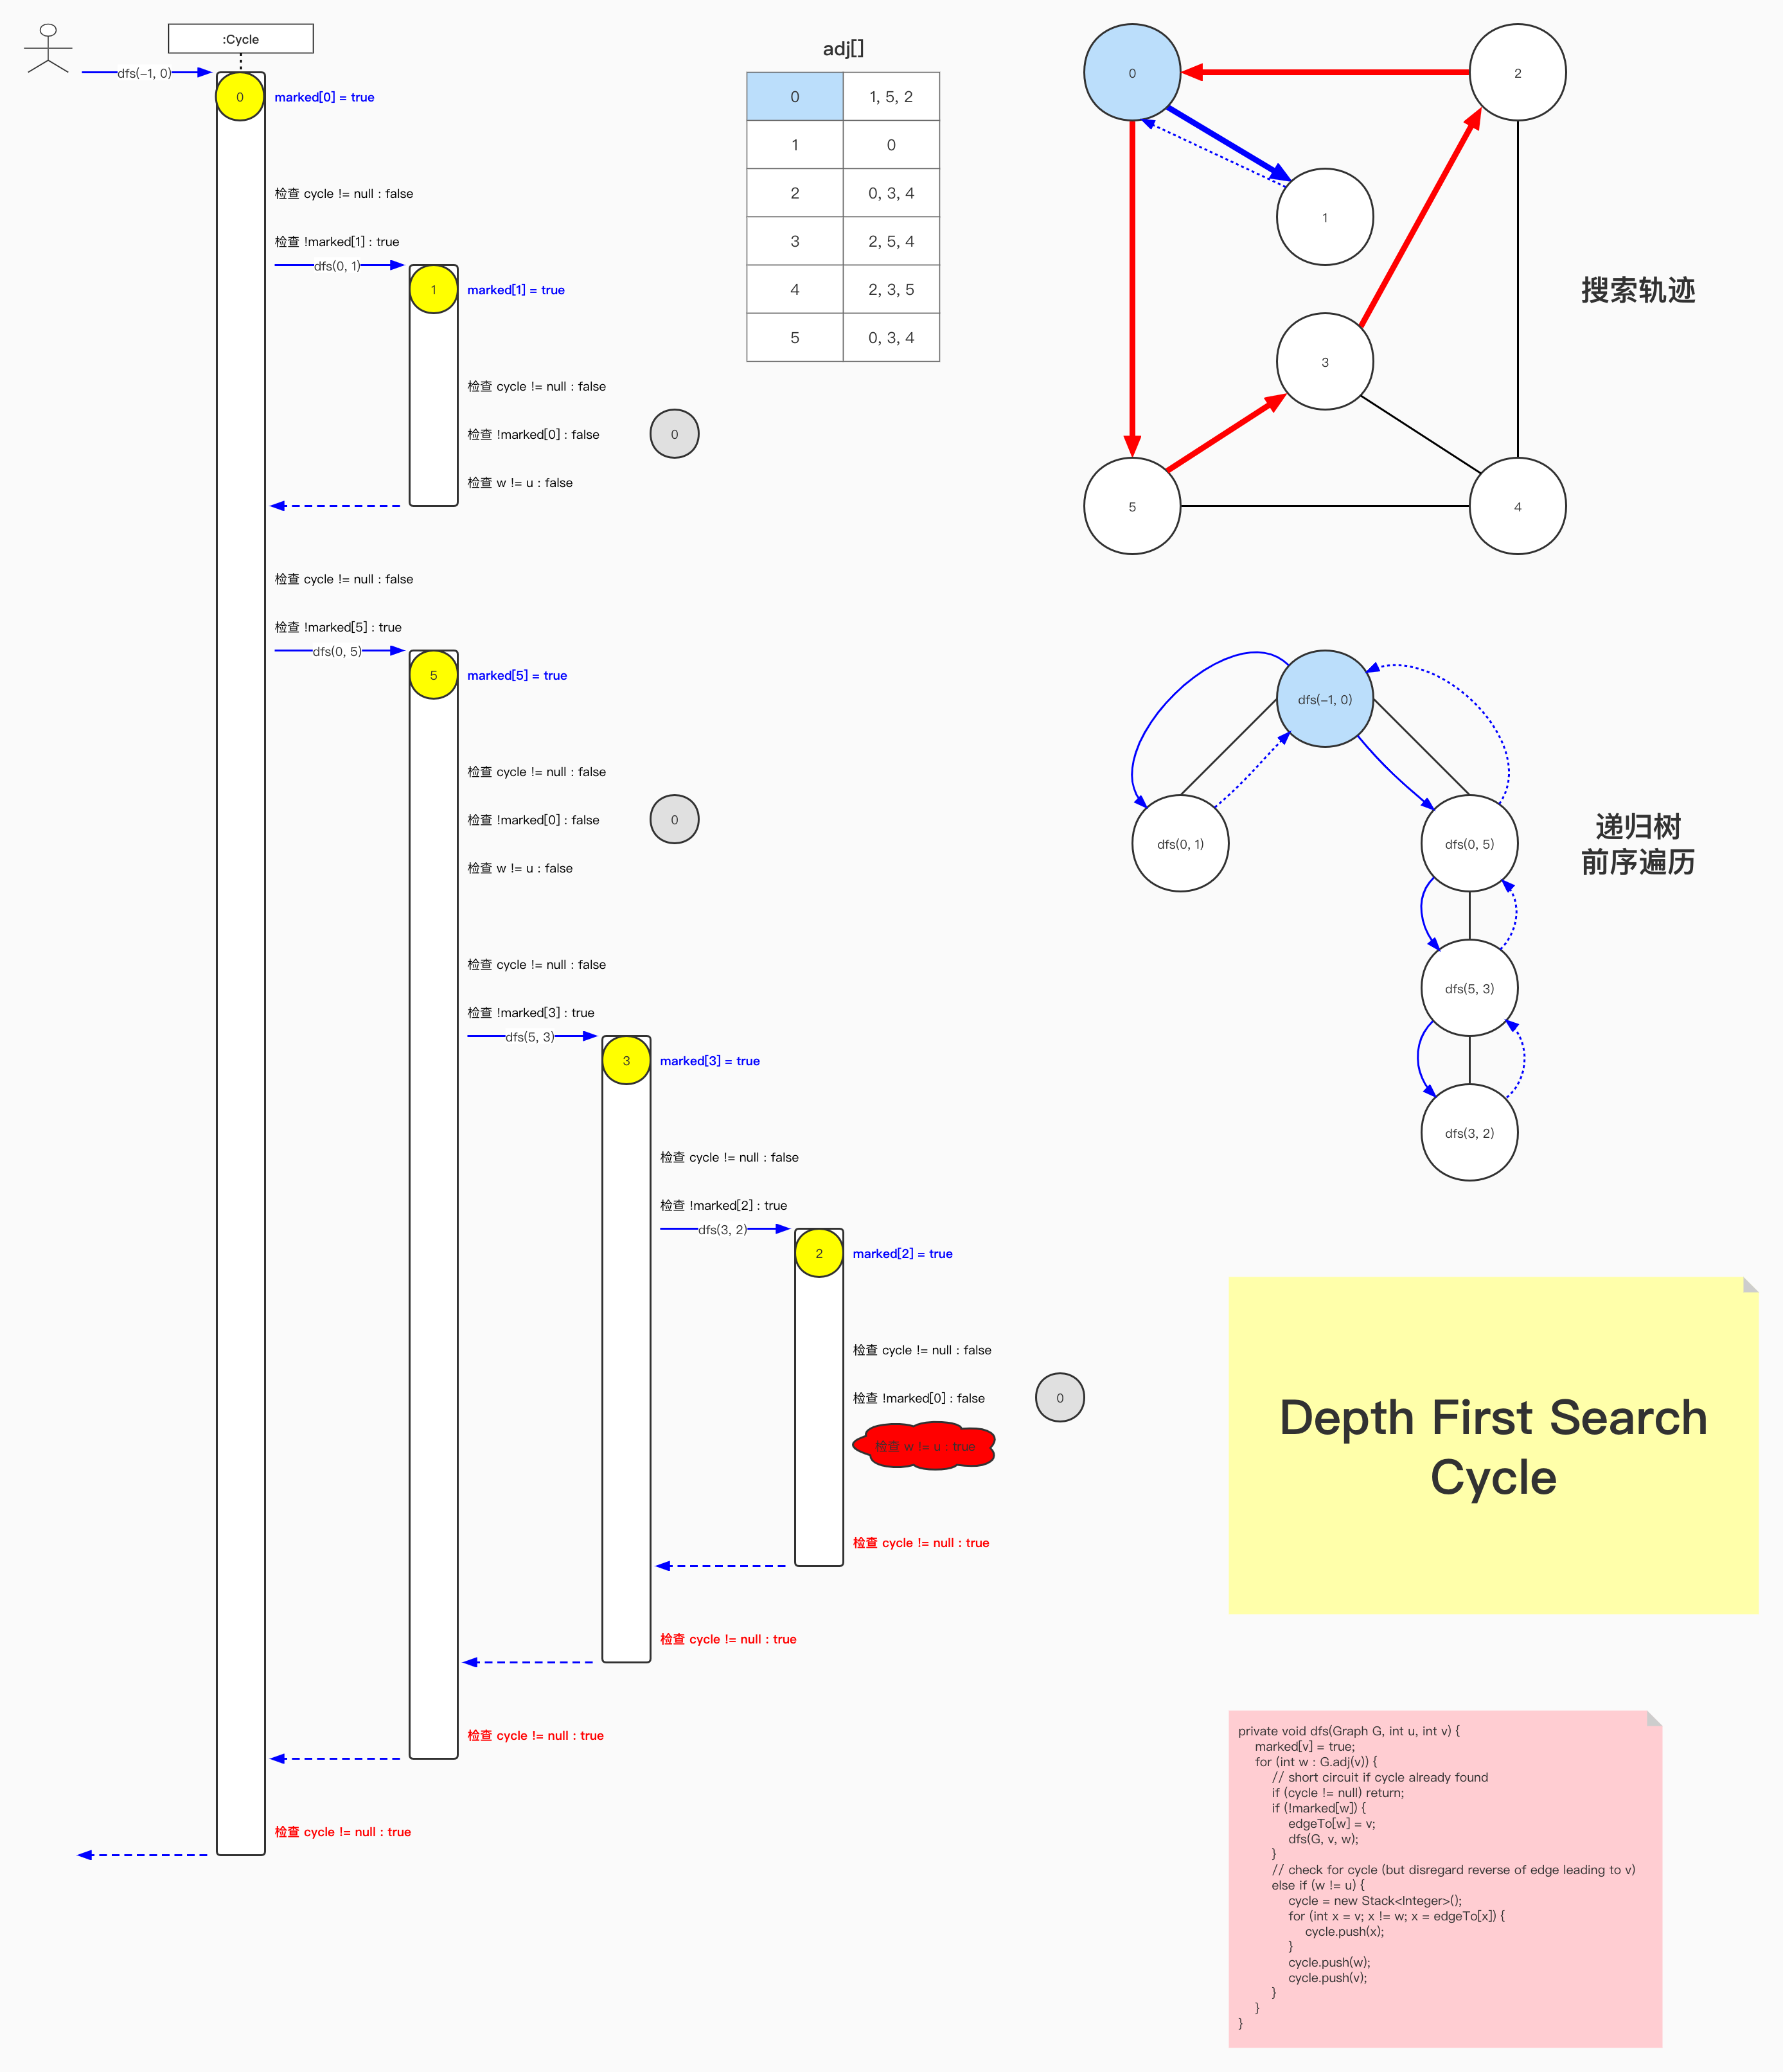 :Cycle
dfs(-1, 0)
0
marked[0] = true
检查 cycle != null : false
检查 !marked[1] : true
dfs(0, 1)
1
marked[1] = true
检查 cycle != null : false
检查 !marked[0] : false
0
检查 w != u : false
检查 cycle != null : false
检查 !marked[5] : true
dfs(0, 5)
5
marked[5] = true
检查 cycle != null : false
检查 !marked[0] : false
0
检查 w != u : false
检查 cycle != null : false
检查 !marked[3] : true
dfs(5, 3)
3
marked[3] = true
检查 cycle != null : false
检查 !marked[2] : true
dfs(3, 2)
2
marked[2] = true
检查 cycle != null : false
检查 !marked[0] : false
0
检查 w != u : true
检查 cycle != null : true
检查 cycle != null : true
检查 cycle != null : true
检查 cycle != null : true
adj[]
0 1, 5, 2
1 0
2 0, 3, 4
3 2, 5, 4
4 2, 3, 5
5 0, 3, 4
0
2
1
3
5
4
搜索轨迹
dfs(-1, 0)
dfs(0, 1)
dfs(0, 5)
dfs(5, 3)
dfs(3, 2)
递归树
前序遍历
Depth First Search
Cycle
private void dfs(Graph G, int u, int v) {
marked[v] = true;
for (int w : G.adj(v)) {
// short circuit if cycle already found
if (cycle != null) return;
if (!marked[w]) {
edgeTo[w] = v;
dfs(G, v, w);
}
// check for cycle (but disregard reverse of edge leading to v)
else if (w != u) {
cycle = new Stack<Integer>();
for (int x = v; x != w; x = edgeTo[x]) {
cycle.push(x);
}
cycle.push(w);
cycle.push(v);
}
}
}